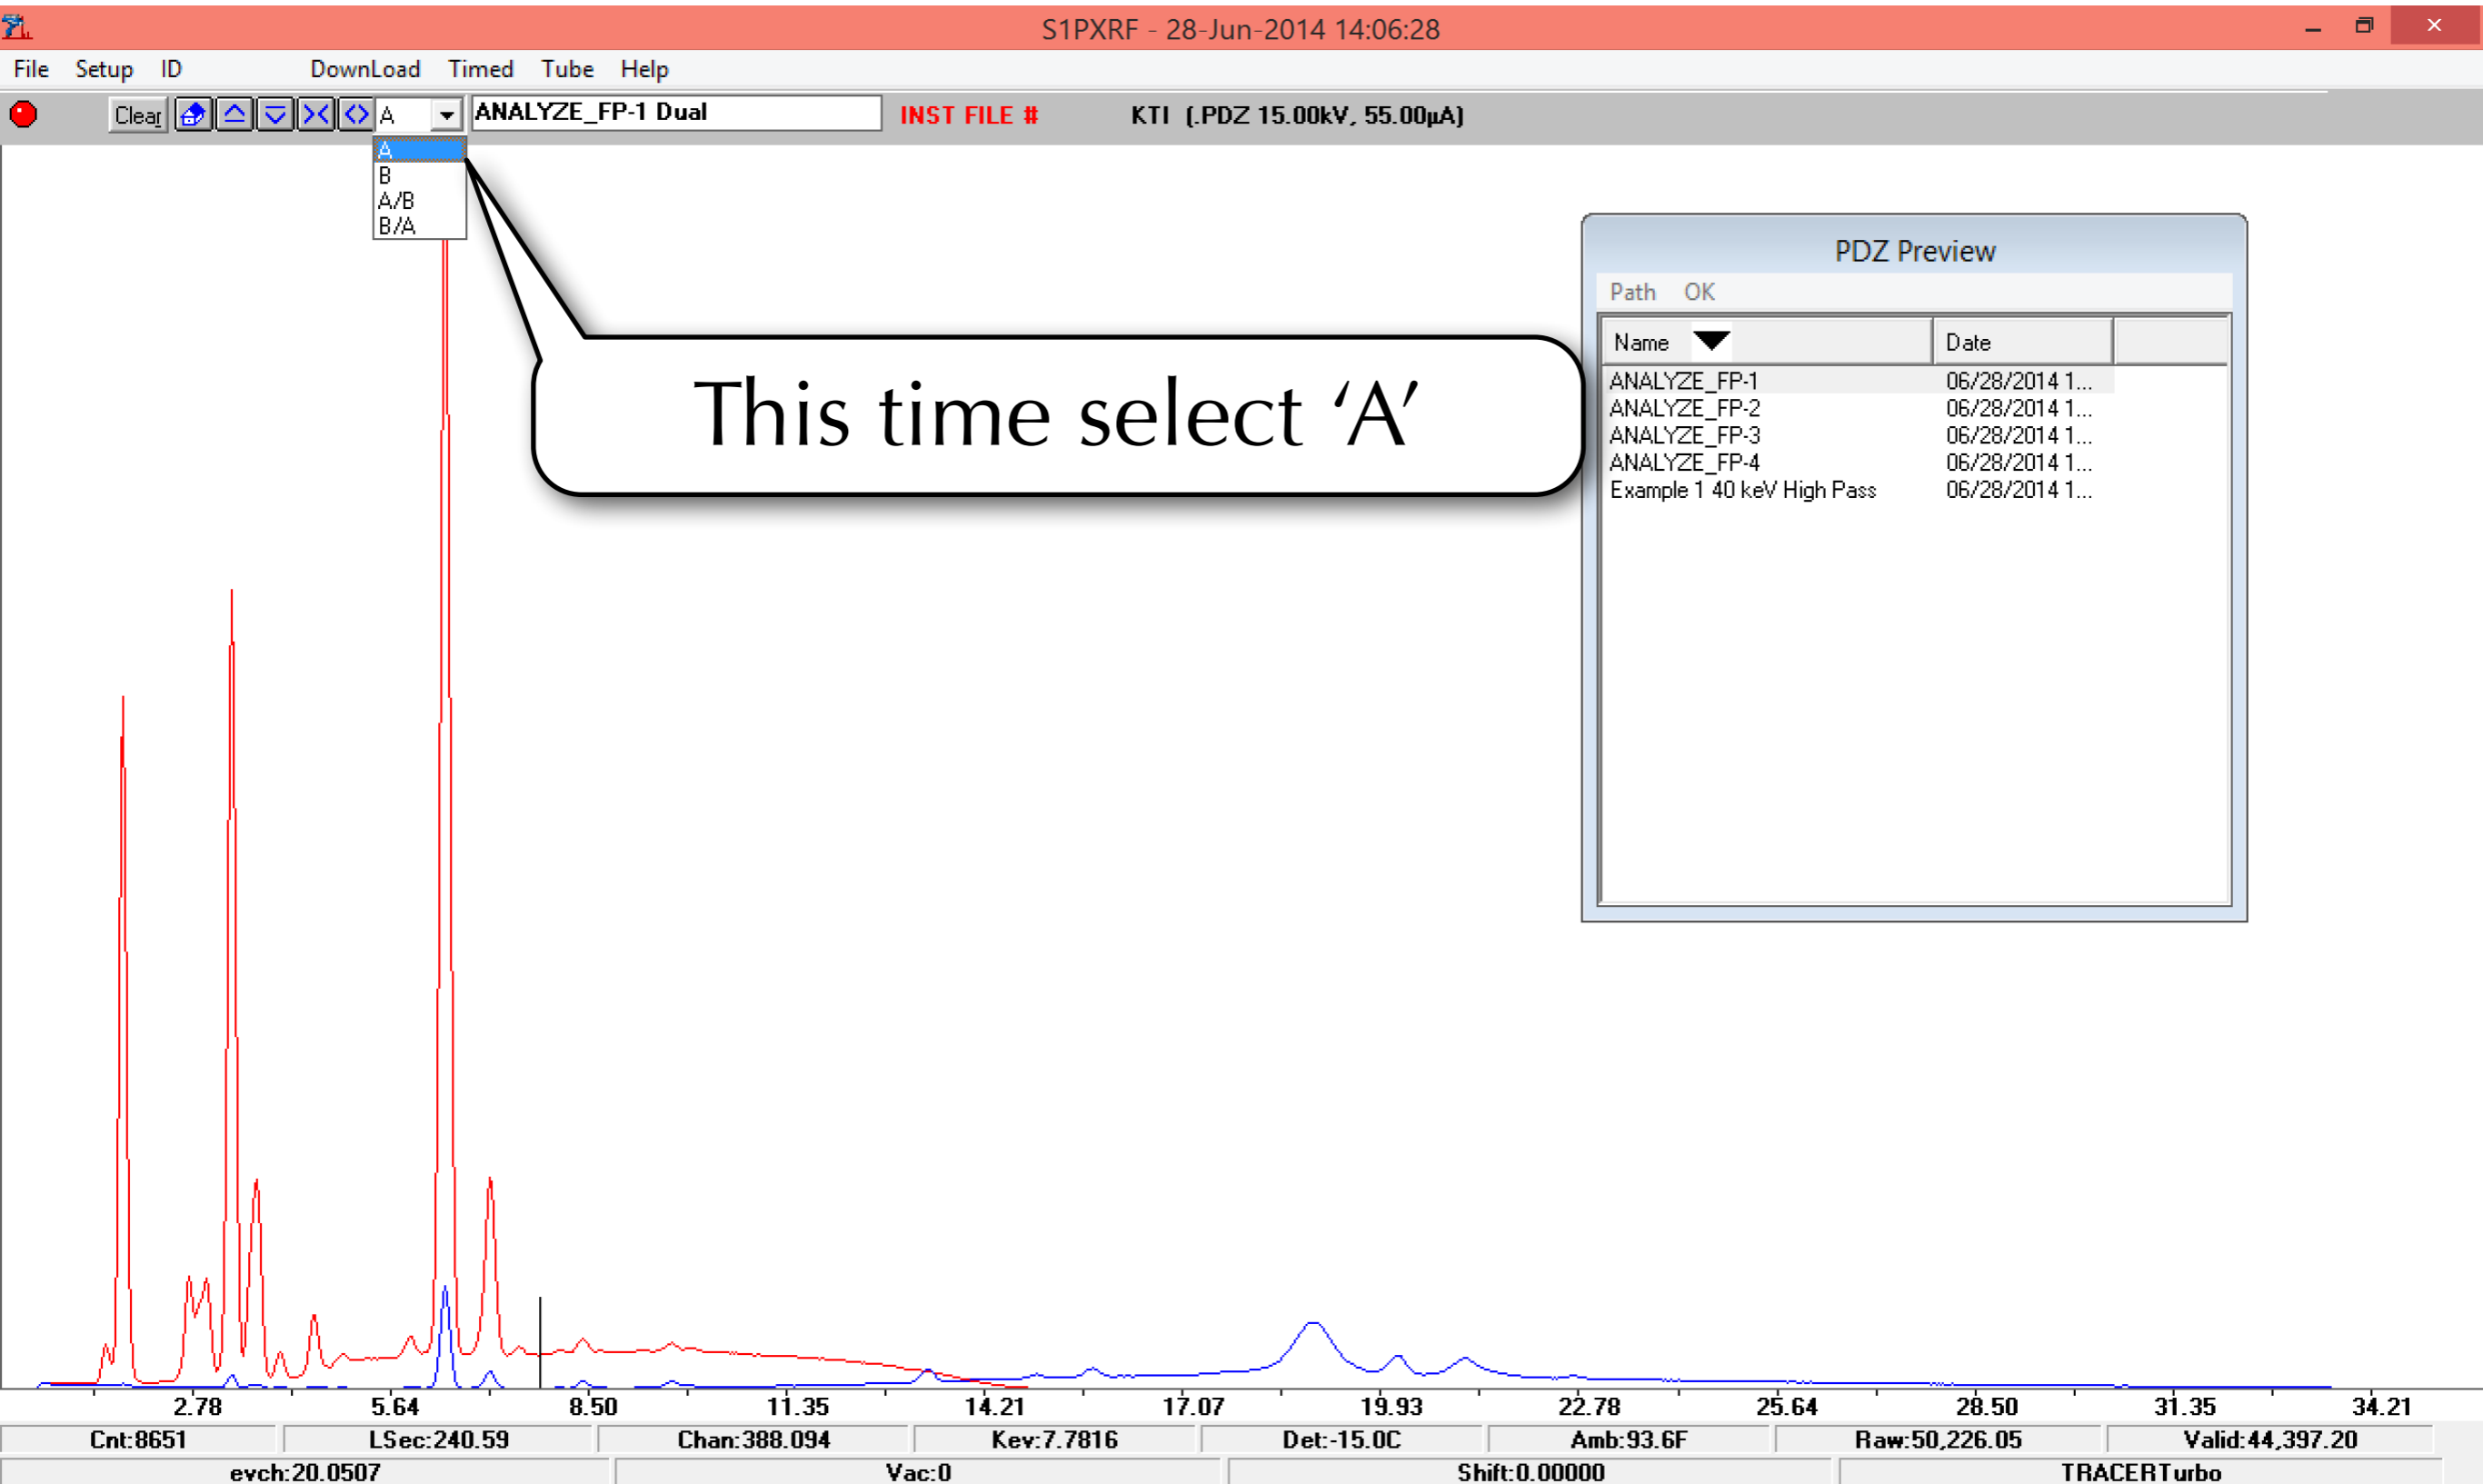 S1PXRF - 28-Jun-2014 14:06:28
File Setup ID DownLoad Timed Tube Help
Clear A ANALYZE_FP-1 Dual INST FILE # KTI (.PDZ 15.00kV, 55.00µA)
A
B
A/B
B/A
This time select ‘A’
PDZ Preview
Path OK
Name Date
ANALYZE_FP-1 06/28/2014 1...
ANALYZE_FP-2 06/28/2014 1...
ANALYZE_FP-3 06/28/2014 1...
ANALYZE_FP-4 06/28/2014 1...
Example 1 40 keV High Pass 06/28/2014 1...
2.78 5.64 8.50 11.35 14.21 17.07 19.93 22.78 25.64 28.50 31.35 34.21
Cnt:8651 LSec:240.59 Chan:388.094 Kev:7.7816 Det:-15.0C Amb:93.6F Raw:50,226.05 Valid:44,397.20
evch:20.0507 Vac:0 Shift:0.00000 TRACERTurbo